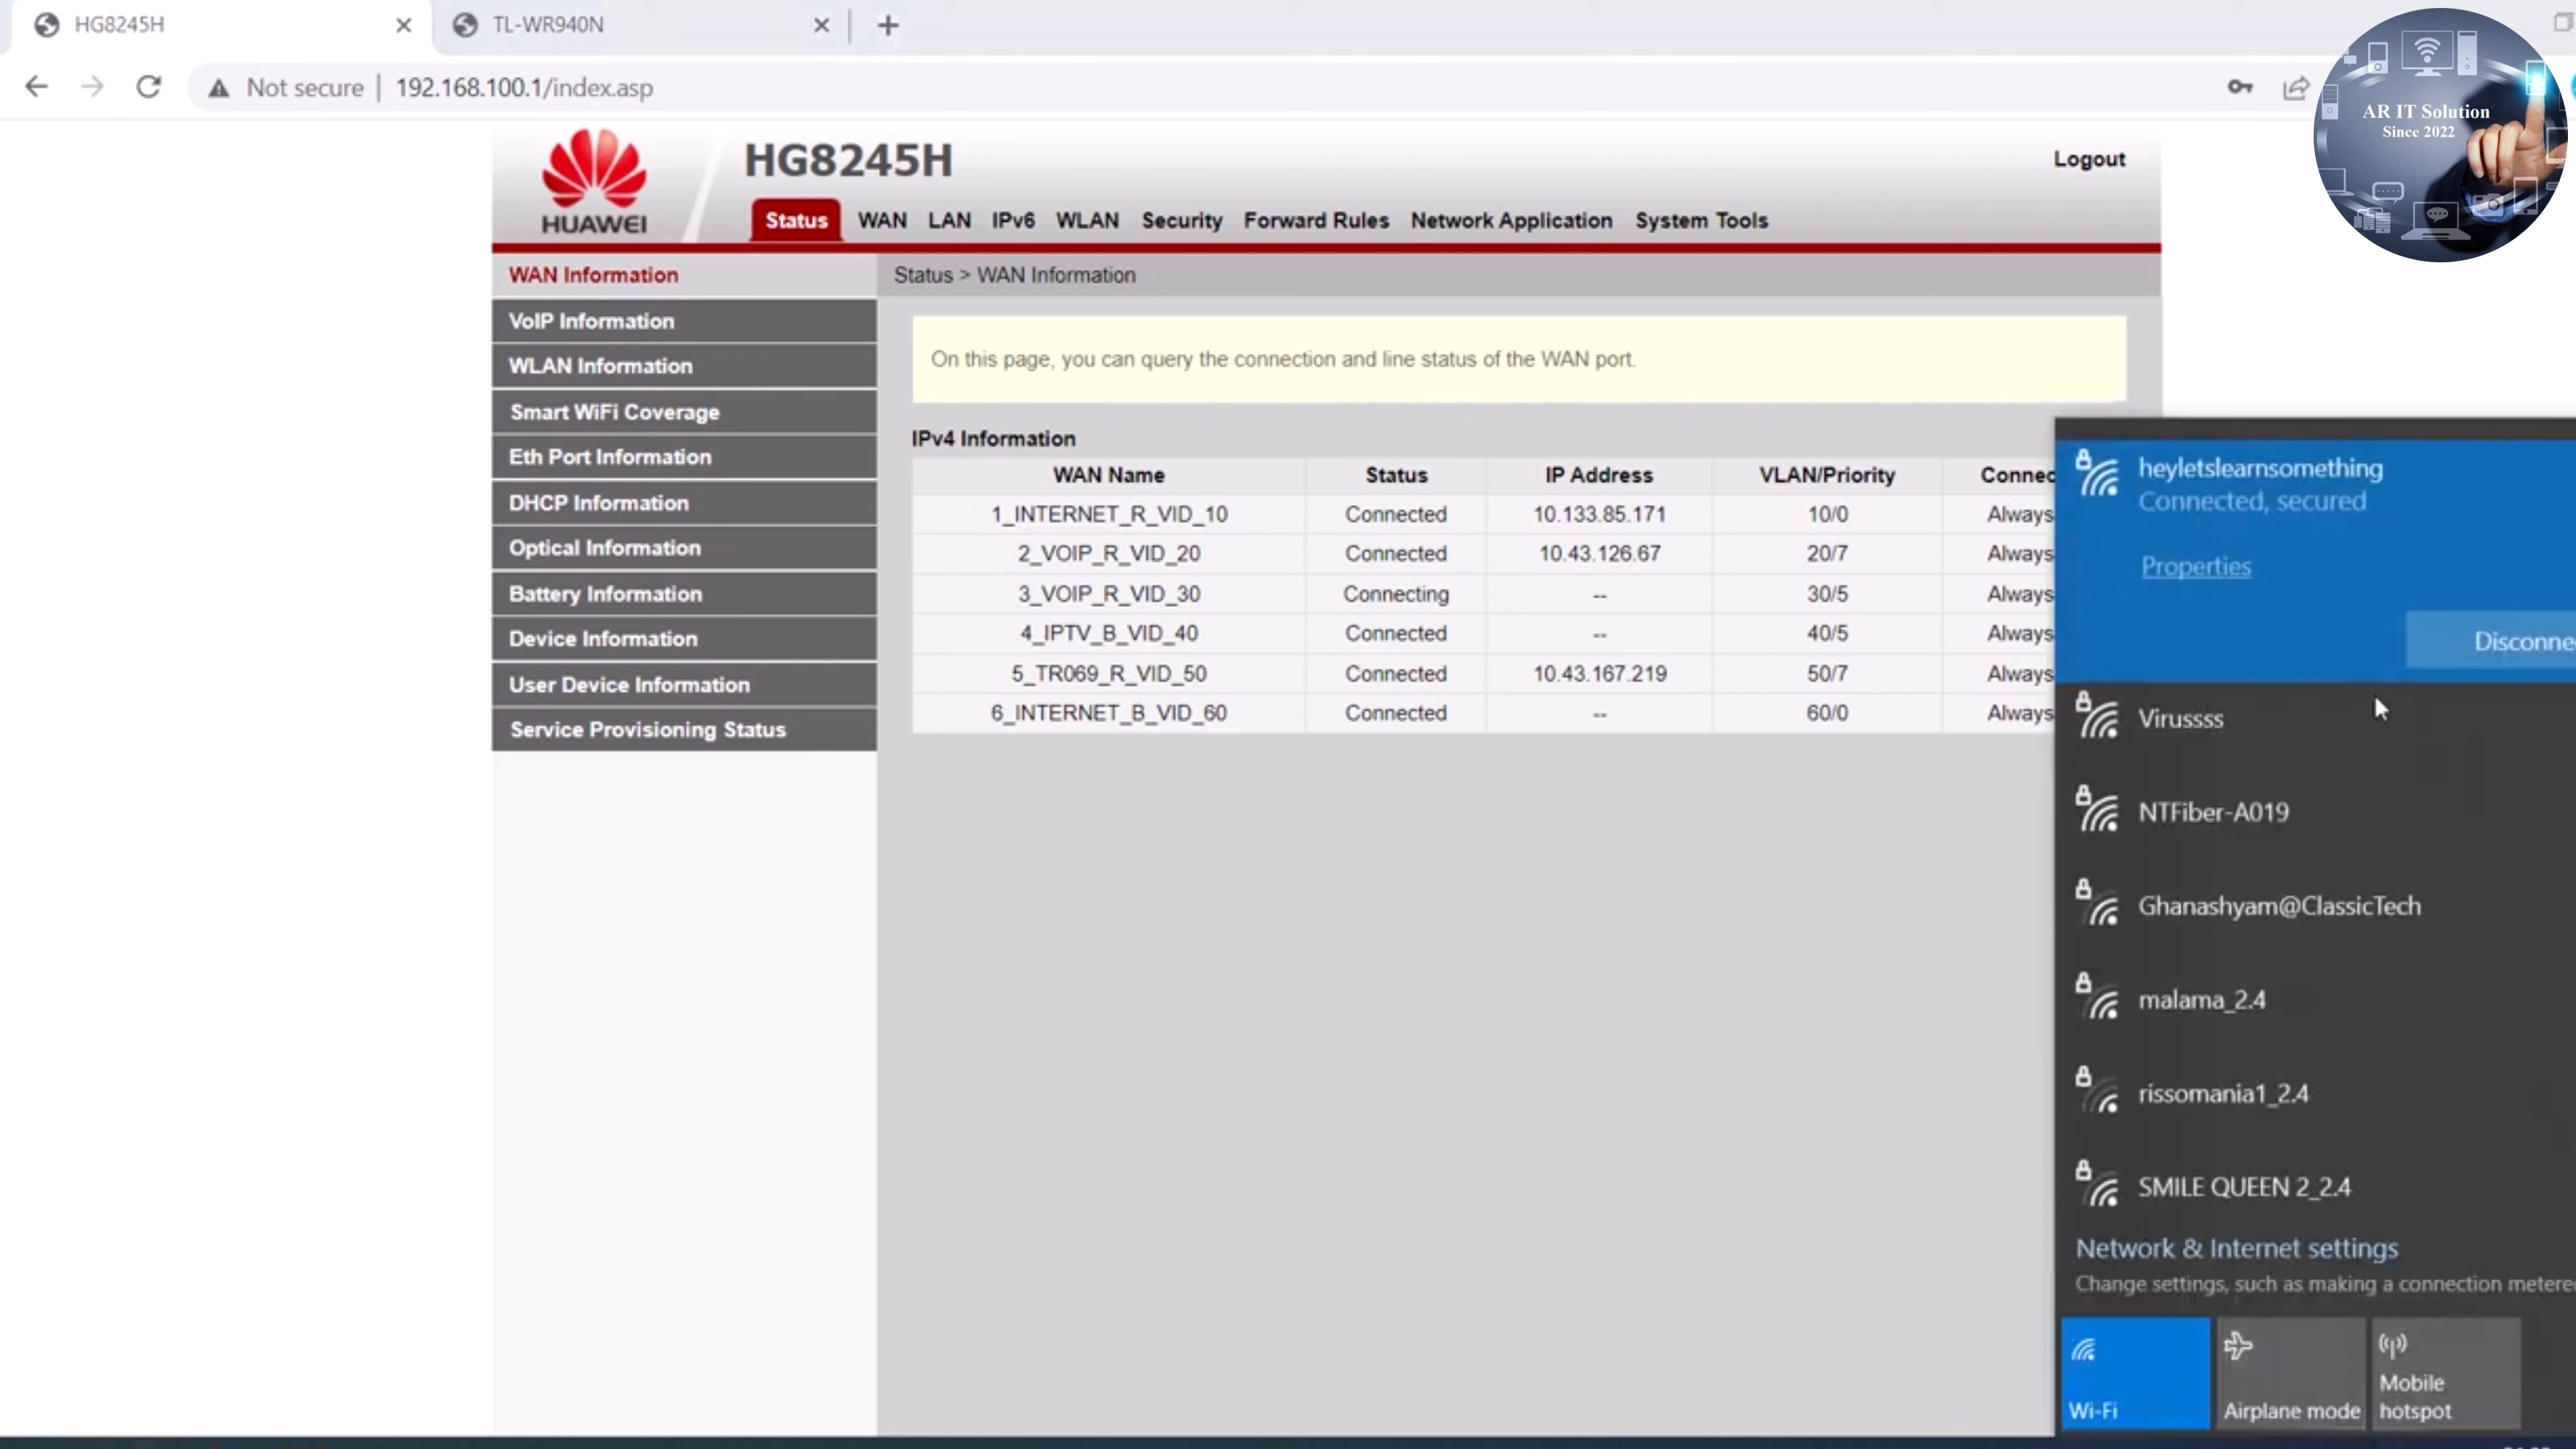 HG8245H
TL-WR940N
Not secure | 192.168.100.1/index.asp
AR IT Solution
Since 2022
HUAWEI
HG8245H
Logout
Status WAN LAN IPv6 WLAN Security Forward Rules Network Application System Tools
WAN Information
VoIP Information
WLAN Information
Smart WiFi Coverage
Eth Port Information
DHCP Information
Optical Information
Battery Information
Device Information
User Device Information
Service Provisioning Status
Status > WAN Information
On this page, you can query the connection and line status of the WAN port.
IPv4 Information
WAN Name Status IP Address VLAN/Priority Connec
1_INTERNET_R_VID_10 Connected 10.133.85.171 10/0 Always
2_VOIP_R_VID_20 Connected 10.43.126.67 20/7 Always
3_VOIP_R_VID_30 Connecting -- 30/5 Always
4_IPTV_B_VID_40 Connected -- 40/5 Always
5_TR069_R_VID_50 Connected 10.43.167.219 50/7 Always
6_INTERNET_B_VID_60 Connected -- 60/0 Always
heyletslearnsomething
Connected, secured
Properties
Disconne
Virussss
NTFiber-A019
Ghanashyam@ClassicTech
malama_2.4
rissomania1_2.4
SMILE QUEEN 2_2.4
Network & Internet settings
Change settings, such as making a connection metere
Wi-Fi
Airplane mode
Mobile
hotspot